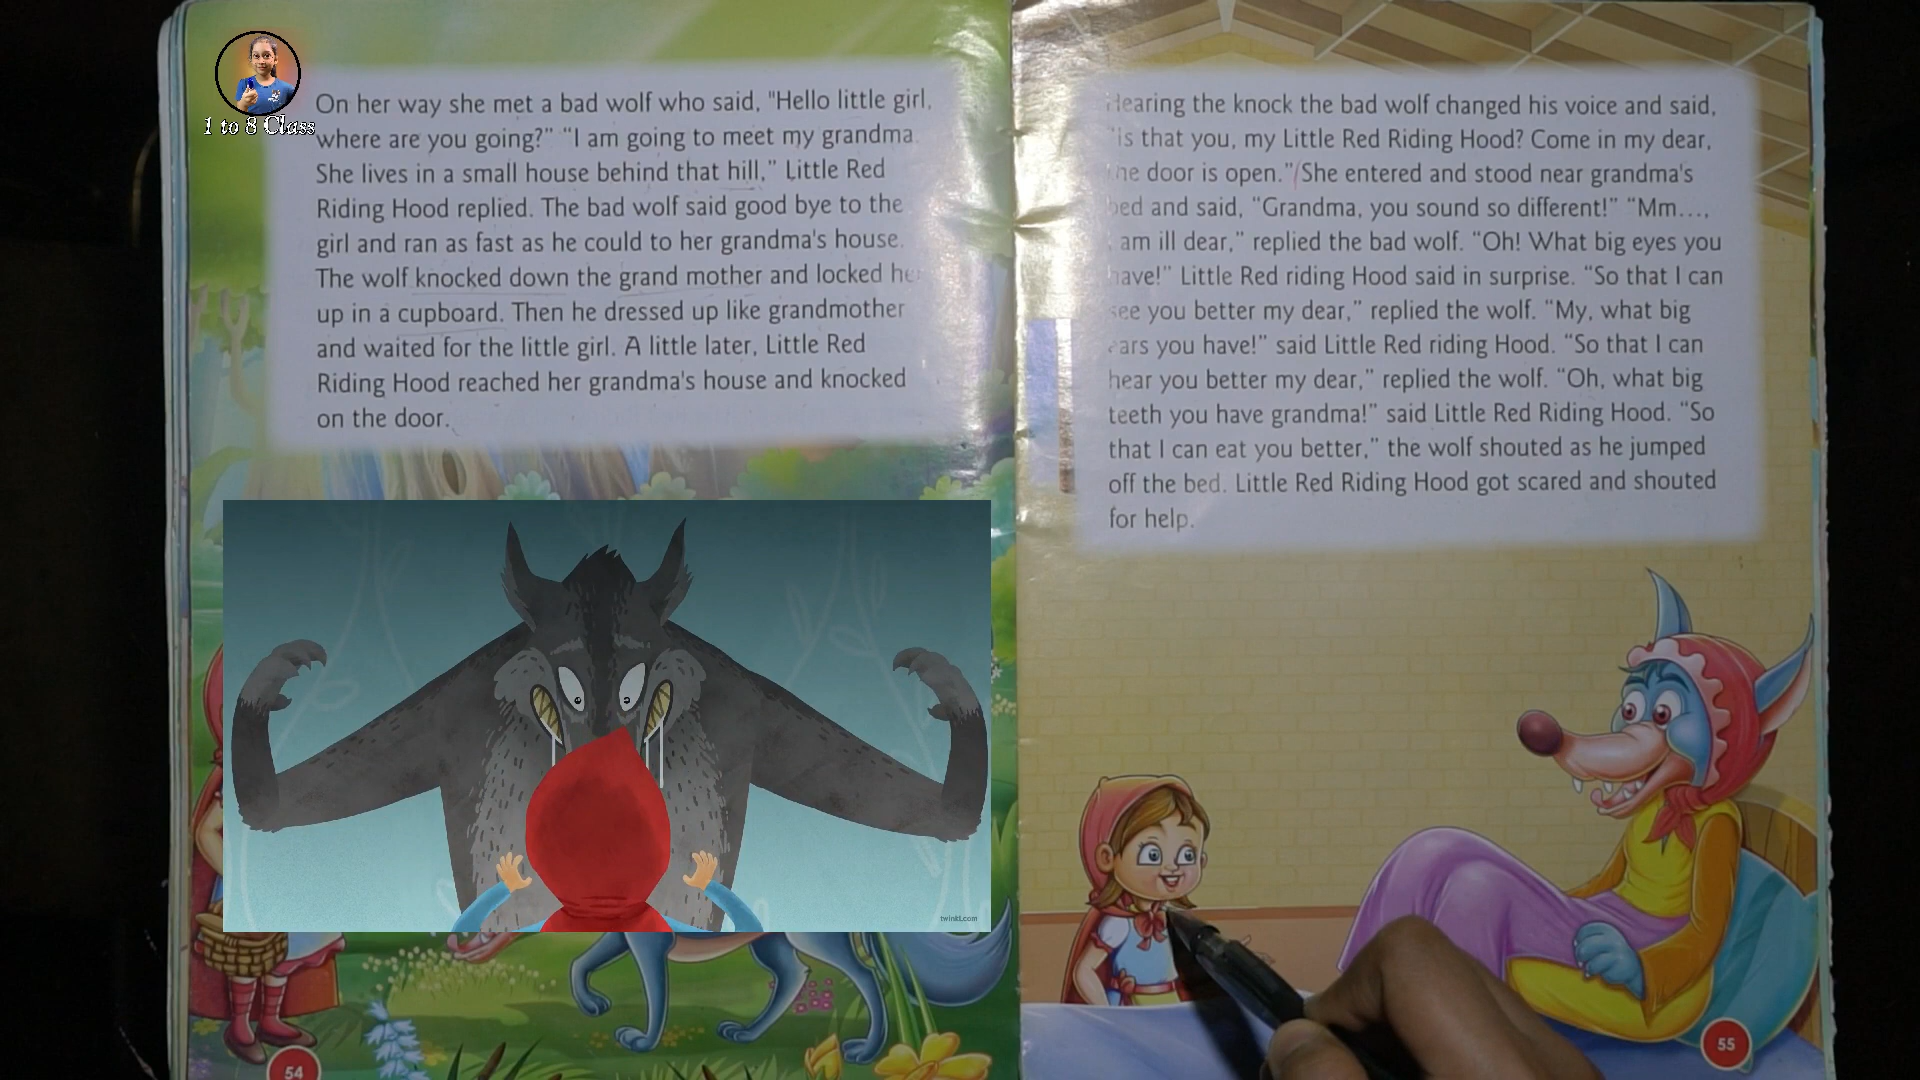 1 to 8 Class
On her way she met a bad wolf who said, "Hello little girl,
where are you going?" "I am going to meet my grandma.
She lives in a small house behind that hill," Little Red
Riding Hood replied. The bad wolf said good bye to the
girl and ran as fast as he could to her grandma's house.
The wolf knocked down the grand mother and locked he
up in a cupboard. Then he dressed up like grandmother
and waited for the little girl. A little later, Little Red
Riding Hood reached her grandma's house and knocked
on the door.
twinkl.com
54
Hearing the knock the bad wolf changed his voice and said,
"is that you, my Little Red Riding Hood? Come in my dear,
he door is open." She entered and stood near grandma's
bed and said, "Grandma, you sound so different!" "Mm...,
am ill dear," replied the bad wolf. "Oh! What big eyes you
have!" Little Red riding Hood said in surprise. "So that I can
see you better my dear," replied the wolf. "My, what big
ears you have!" said Little Red riding Hood. "So that I can
hear you better my dear," replied the wolf. "Oh, what big
teeth you have grandma!" said Little Red Riding Hood. "So
that I can eat you better," the wolf shouted as he jumped
off the bed. Little Red Riding Hood got scared and shouted
for help.
55